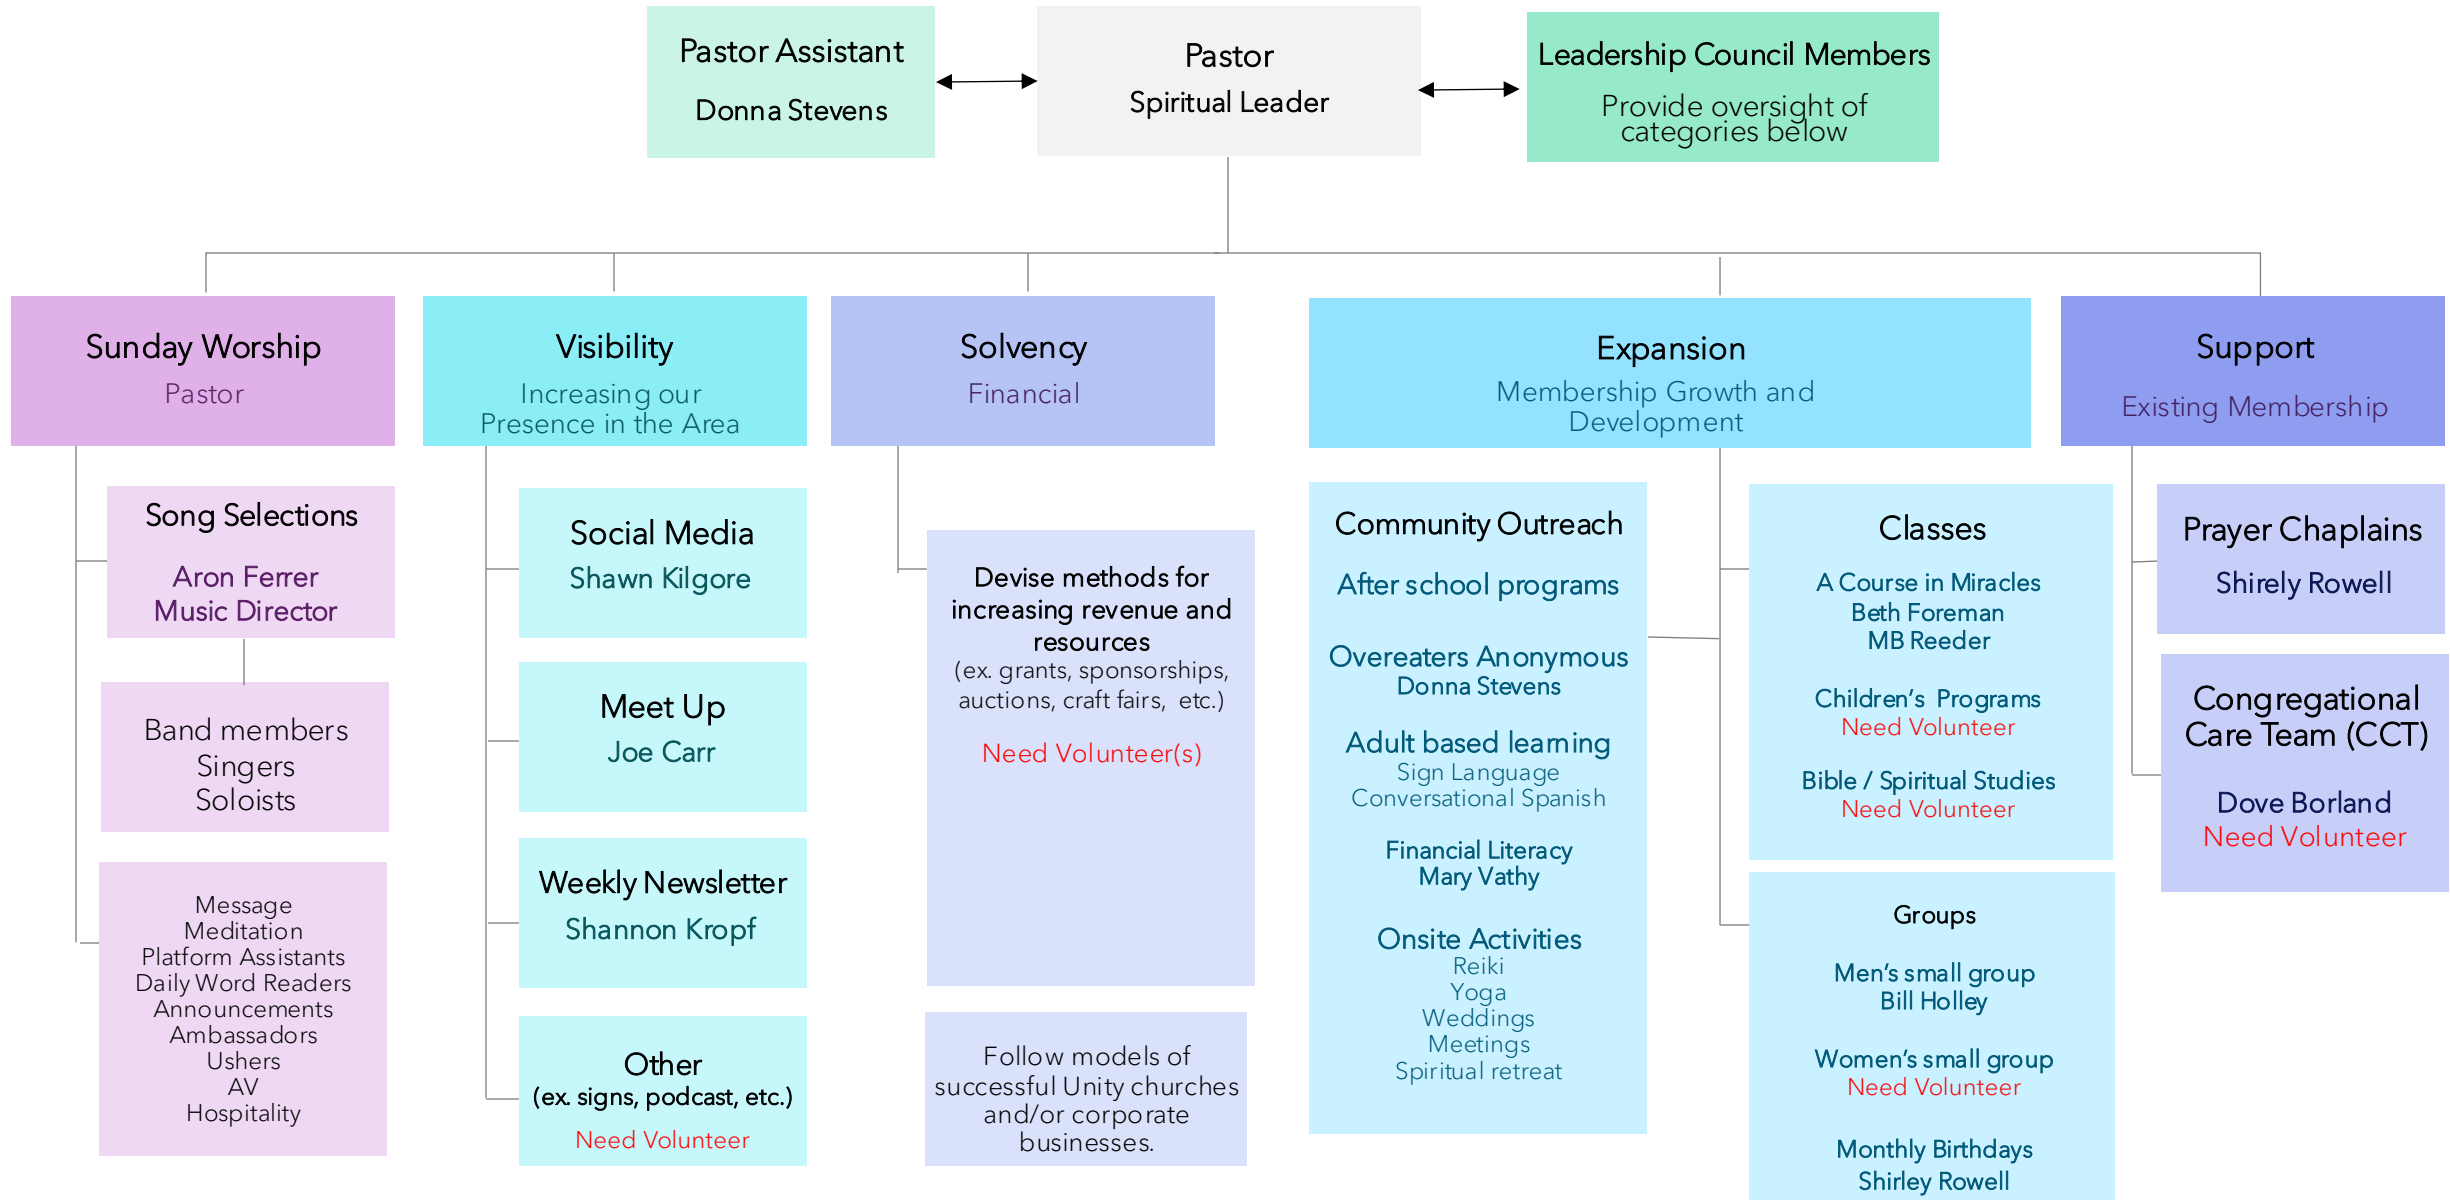 Pastor Assistant
Donna Stevens
Pastor
Spiritual Leader
Leadership Council Members
Provide oversight of
categories below
Sunday Worship
Pastor
Song Selections
Aron Ferrer
Music Director
Band members
Singers
Soloists
Message
Meditation
Platform Assistants
Daily Word Readers
Announcements
Ambassadors
Ushers
AV
Hospitality
Visibility
Increasing our
Presence in the Area
Social Media
Shawn Kilgore
Meet Up
Joe Carr
Weekly Newsletter
Shannon Kropf
Other
(ex. signs, podcast, etc.)
Need Volunteer
Solvency
Financial
Devise methods for
increasing revenue and
resources
(ex. grants, sponsorships,
auctions, craft fairs, etc.)
Need Volunteer(s)
Follow models of
successful Unity churches
and/or corporate
businesses.
Expansion
Membership Growth and
Development
Community Outreach
After school programs
Overeaters Anonymous
Donna Stevens
Adult based learning
Sign Language
Conversational Spanish
Financial Literacy
Mary Vathy
Onsite Activities
Reiki
Yoga
Weddings
Meetings
Spiritual retreat
Classes
A Course in Miracles
Beth Foreman
MB Reeder
Children's Programs
Need Volunteer
Bible / Spiritual Studies
Need Volunteer
Groups
Men's small group
Bill Holley
Women's small group
Need Volunteer
Monthly Birthdays
Shirley Rowell
Support
Existing Membership
Prayer Chaplains
Shirely Rowell
Congregational
Care Team (CCT)
Dove Borland
Need Volunteer